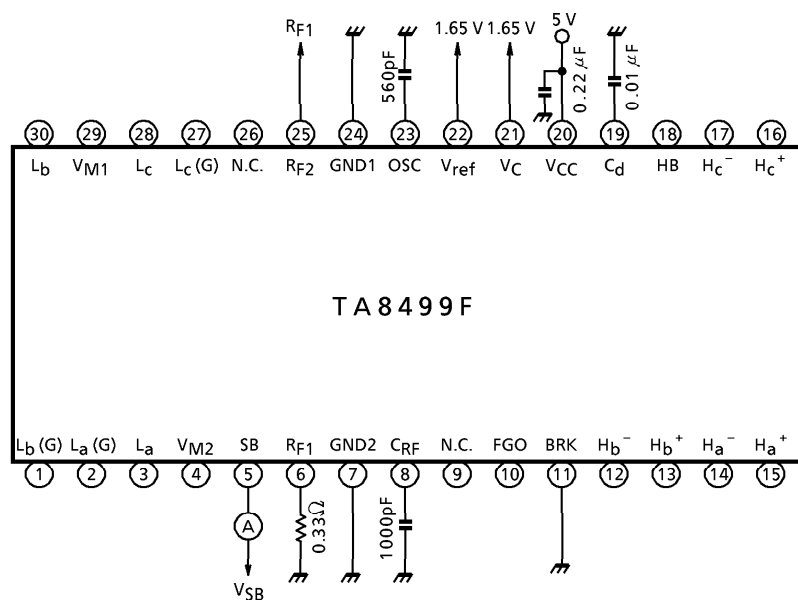 RF1 1.65 V 1.65 V 5 V
560pF 0.22 μF 0.01 μF
30 29 28 27 26 25 24 23 22 21 20 19 18 17 16
Lb VM1 Lc Lc (G) N.C. RF2 GND1 OSC Vref VC VCC Cd HB Hc⁻ Hc⁺
TA8499F
Lb (G) La (G) La VM2 SB RF1 GND2 CRF N.C. FGO BRK Hb⁻ Hb⁺ Ha⁻ Ha⁺
1 2 3 4 5 6 7 8 9 10 11 12 13 14 15
A 0.33Ω 1000pF
VSB